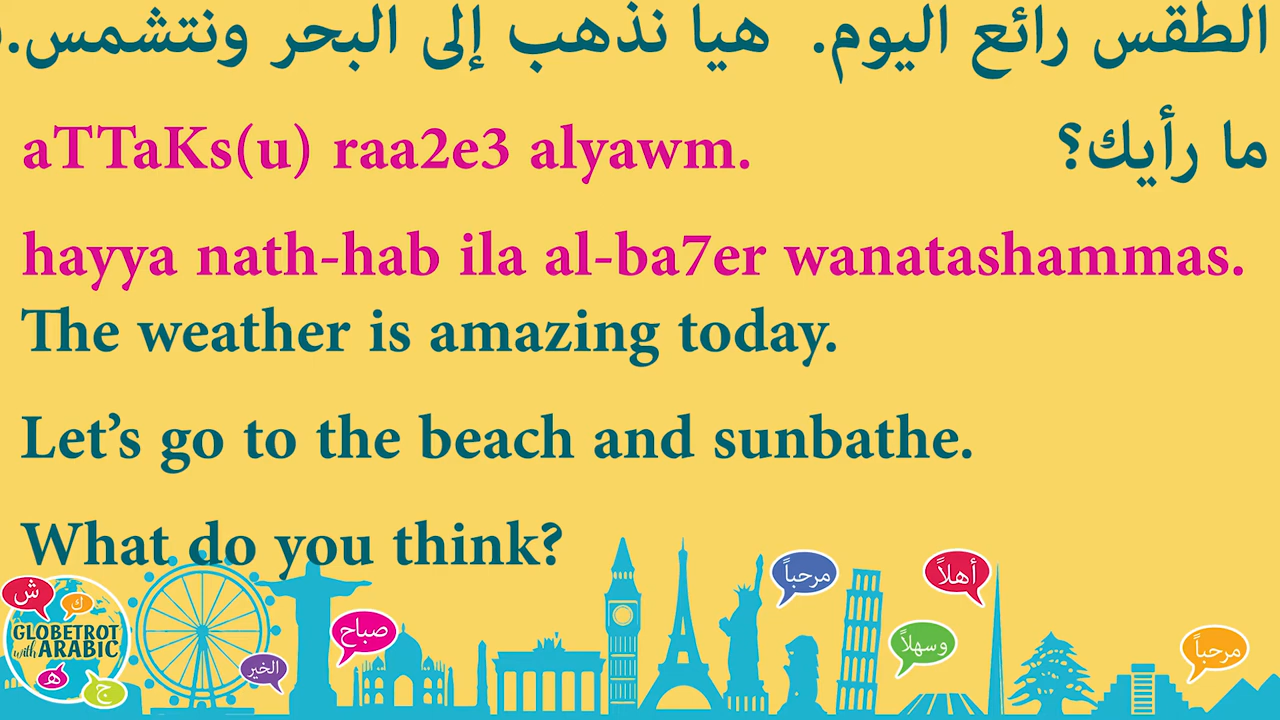 الطقس رائع اليوم. هيا نذهب إلى البحر ونتشمس.
ما رأيك؟
aTTaKs(u) raa2e3 alyawm.
hayya nath-hab ila al-ba7er wanatashammas.
The weather is amazing today.
Let’s go to the beach and sunbathe.
What do you think?
ش
ك
GLOBETROT
with ARABIC
ه
ج
الخير
صباح
مرحباً
أهلاً
وسهلاً
مرحباً